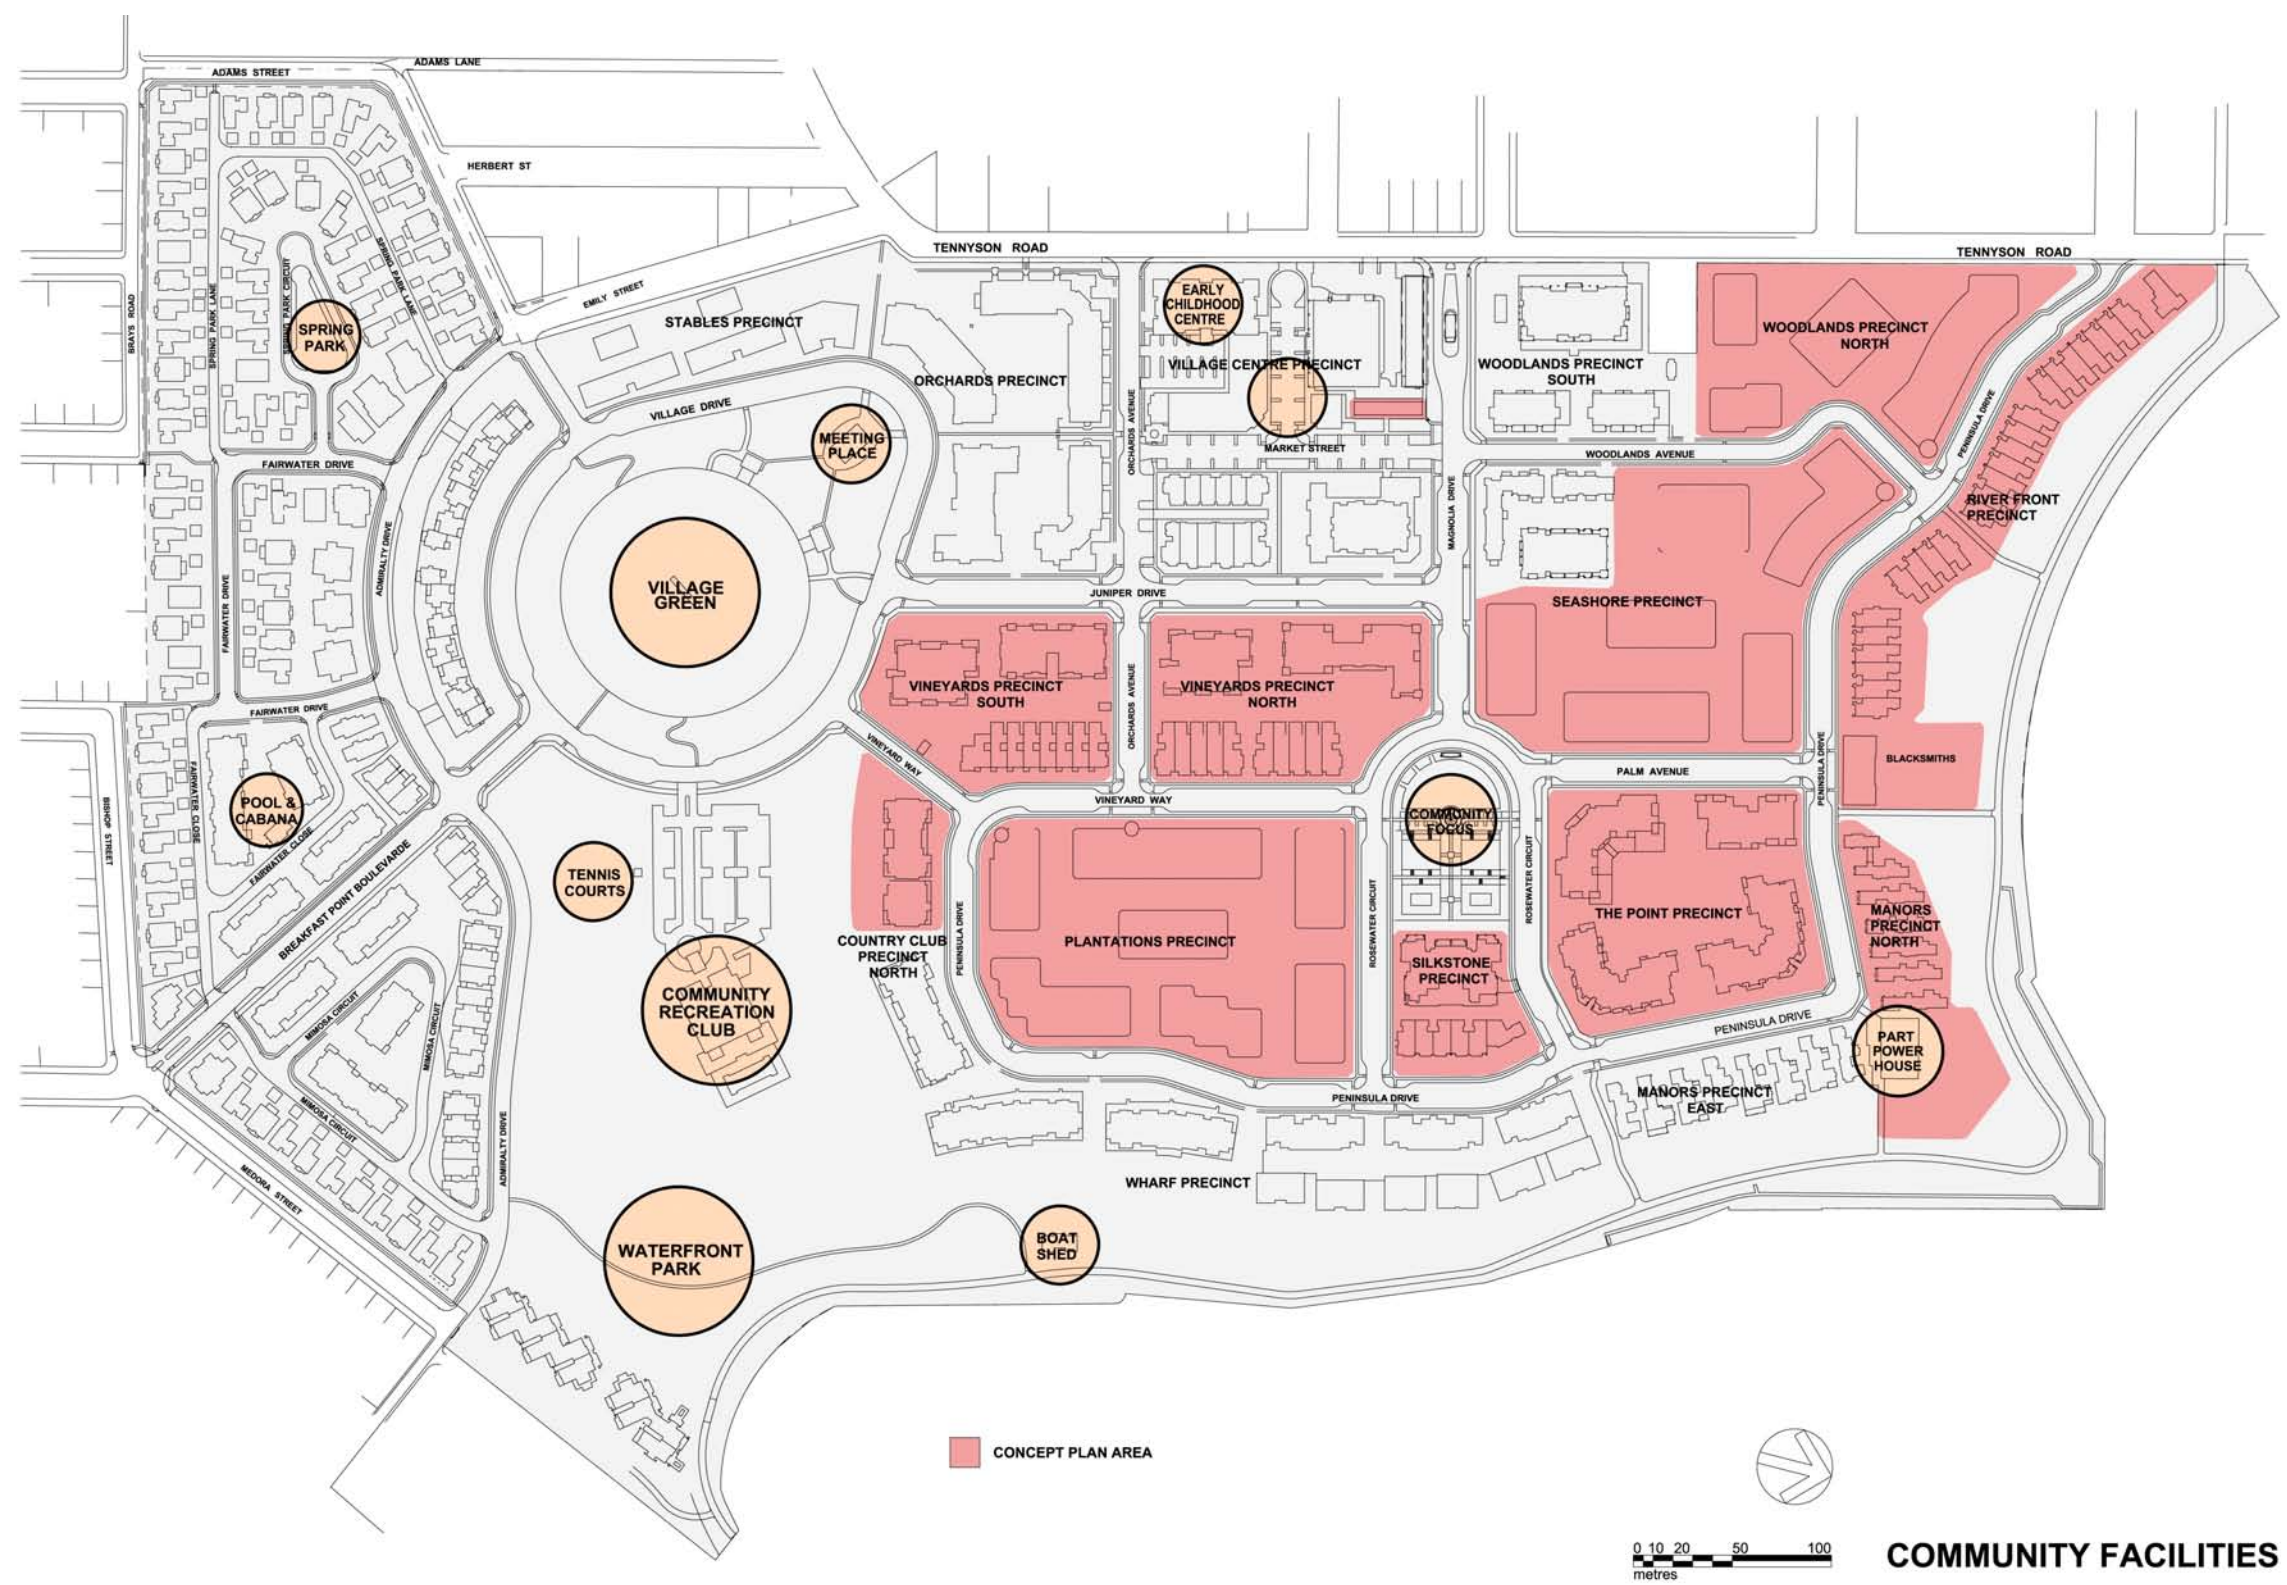 ADAMS STREET
ADAMS LANE
HERBERT ST
TENNYSON ROAD
TENNYSON ROAD
EMILY STREET
BRAYS ROAD
SPRING PARK LANE
SPRING PARK CIRCUIT
SPRING PARK LANE
SPRING
PARK
STABLES PRECINCT
EARLY
CHILDHOOD
CENTRE
VILLAGE CENTRE PRECINCT
WOODLANDS PRECINCT
SOUTH
WOODLANDS PRECINCT
NORTH
ORCHARDS PRECINCT
VILLAGE DRIVE
MEETING
PLACE
ORCHARDS AVENUE
MARKET STREET
WOODLANDS AVENUE
PENINSULA DRIVE
RIVER FRONT
PRECINCT
FAIRWATER DRIVE
ADMIRALTY DRIVE
FAIRWATER DRIVE
MAGNOLIA DRIVE
VILLAGE
GREEN
JUNIPER DRIVE
SEASHORE PRECINCT
FAIRWATER DRIVE
VINEYARDS PRECINCT
SOUTH
ORCHARDS AVENUE
VINEYARDS PRECINCT
NORTH
VINEYARD WAY
PENINSULA DRIVE
BLACKSMITHS
PALM AVENUE
VINEYARD WAY
BISHOP STREET
FAIRWATER CLOSE
POOL &
CABANA
FAIRWATER CLOSE
BREAKFAST POINT BOULEVARDE
COMMUNITY
FOCUS
TENNIS
COURTS
ROSEWATER CIRCUIT
ROSEWATER CIRCUIT
COUNTRY CLUB
PRECINCT
NORTH
PENINSULA DRIVE
PLANTATIONS PRECINCT
THE POINT PRECINCT
MANORS
PRECINCT
NORTH
SILKSTONE
PRECINCT
COMMUNITY
RECREATION
CLUB
MIMOSA CIRCUIT
MIMOSA CIRCUIT
MIMOSA CIRCUIT
PENINSULA DRIVE
PART
POWER
HOUSE
PENINSULA DRIVE
MANORS PRECINCT
EAST
ADMIRALTY DRIVE
MEDORA STREET
WHARF PRECINCT
WATERFRONT
PARK
BOAT
SHED
CONCEPT PLAN AREA
0 10 20 50 100
metres
COMMUNITY FACILITIES